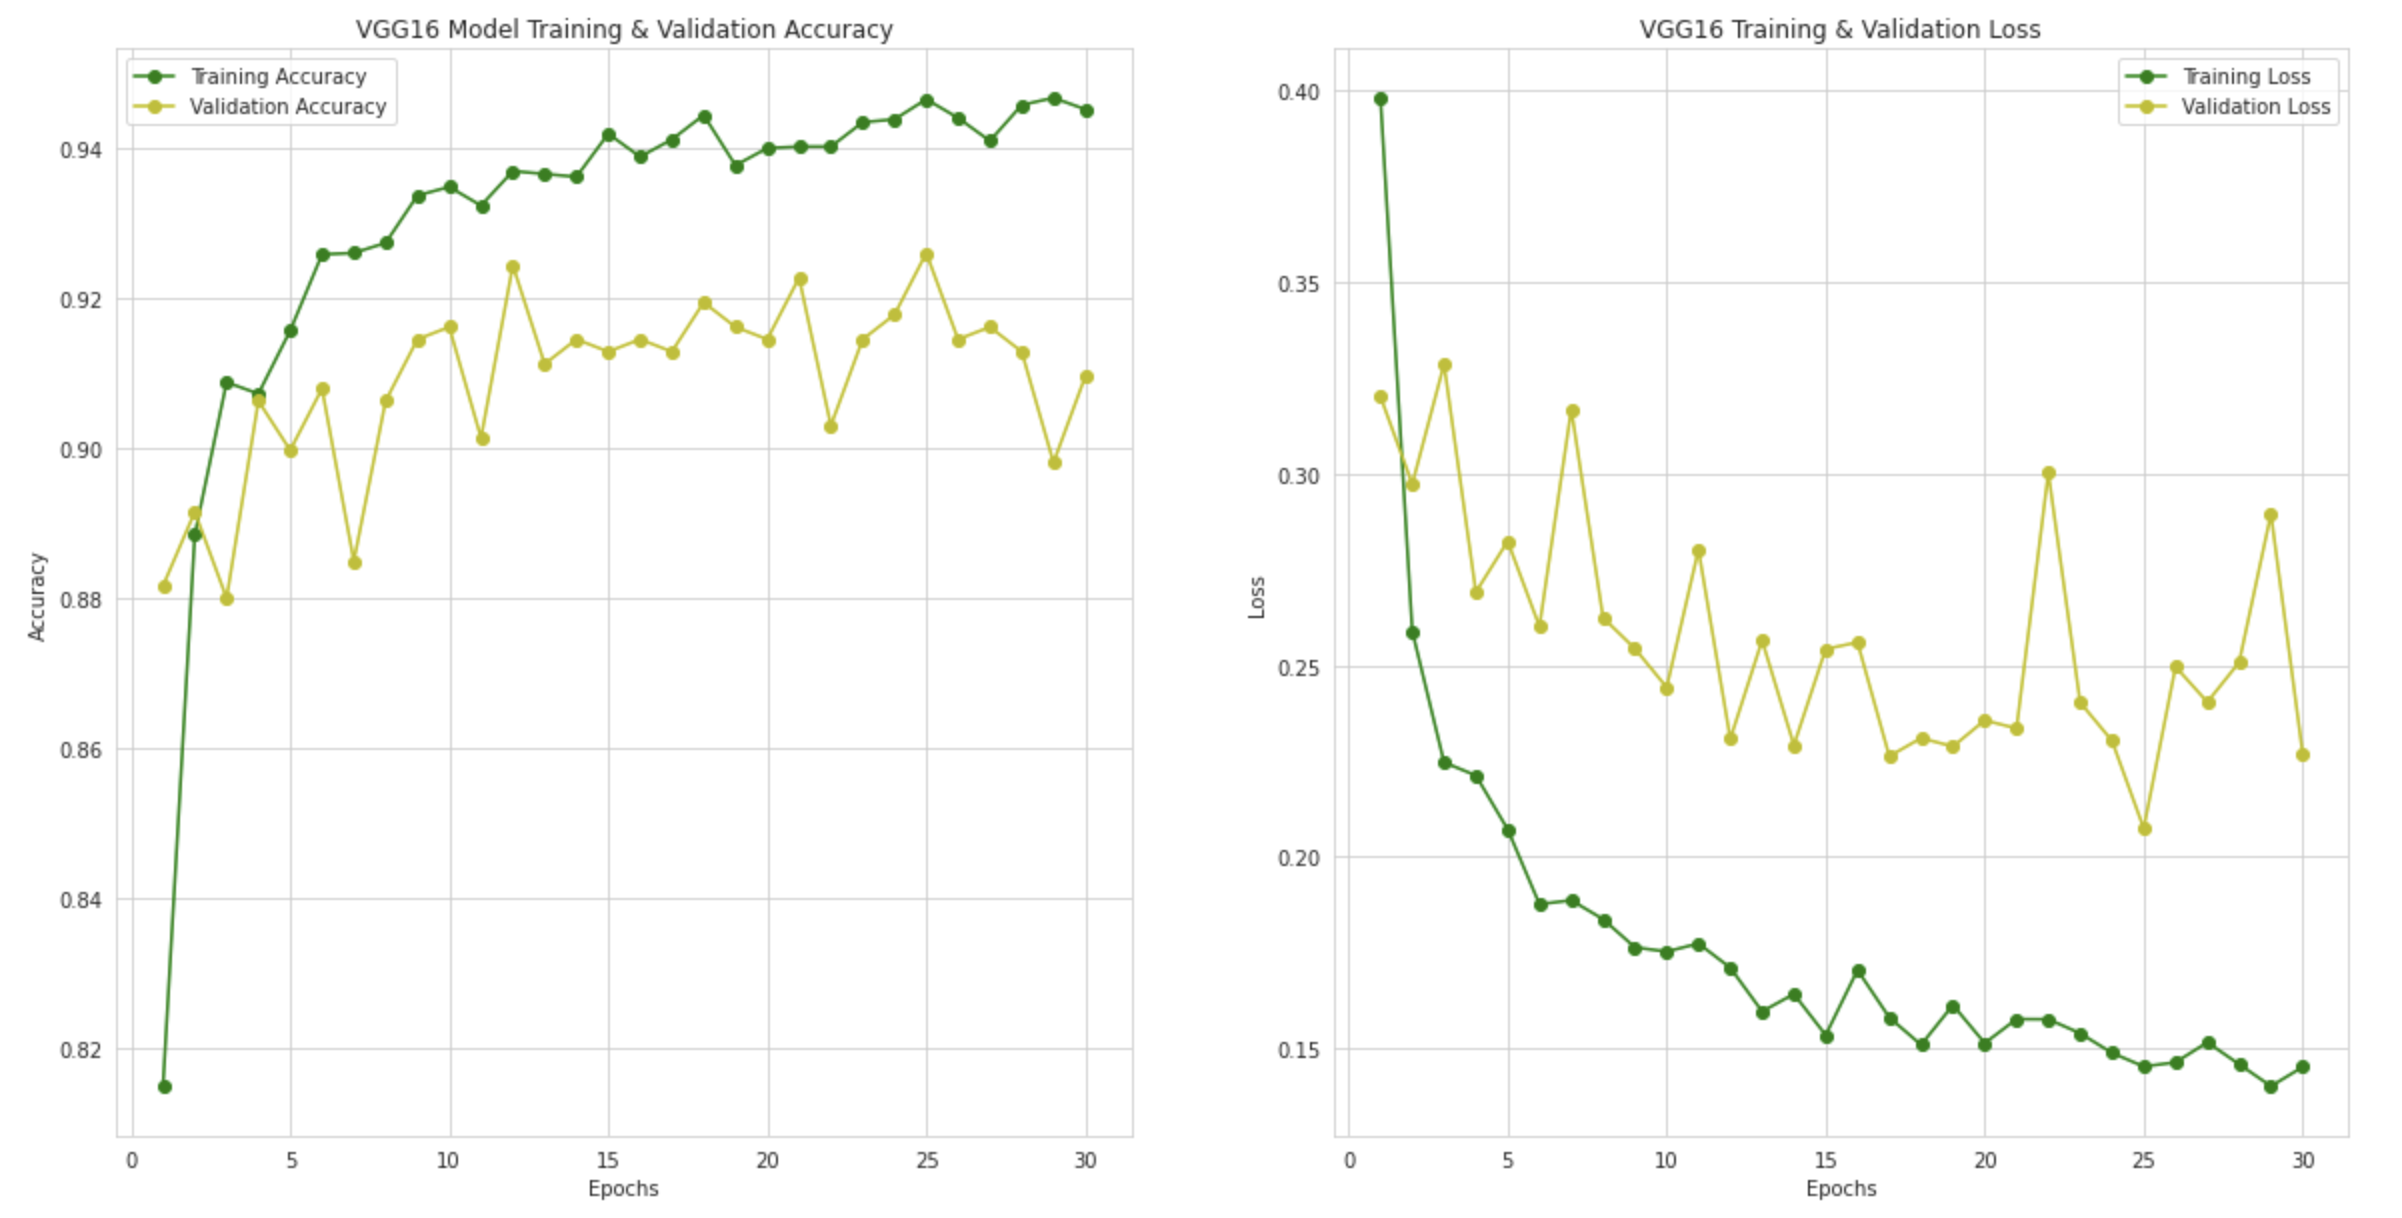 VGG16 Model Training & Validation Accuracy
Training Accuracy
Validation Accuracy
0.94
0.92
0.90
0.88
0.86
0.84
0.82
Accuracy
0 5 10 15 20 25 30
Epochs
VGG16 Training & Validation Loss
Training Loss
Validation Loss
0.40
0.35
0.30
0.25
0.20
0.15
Loss
0 5 10 15 20 25 30
Epochs